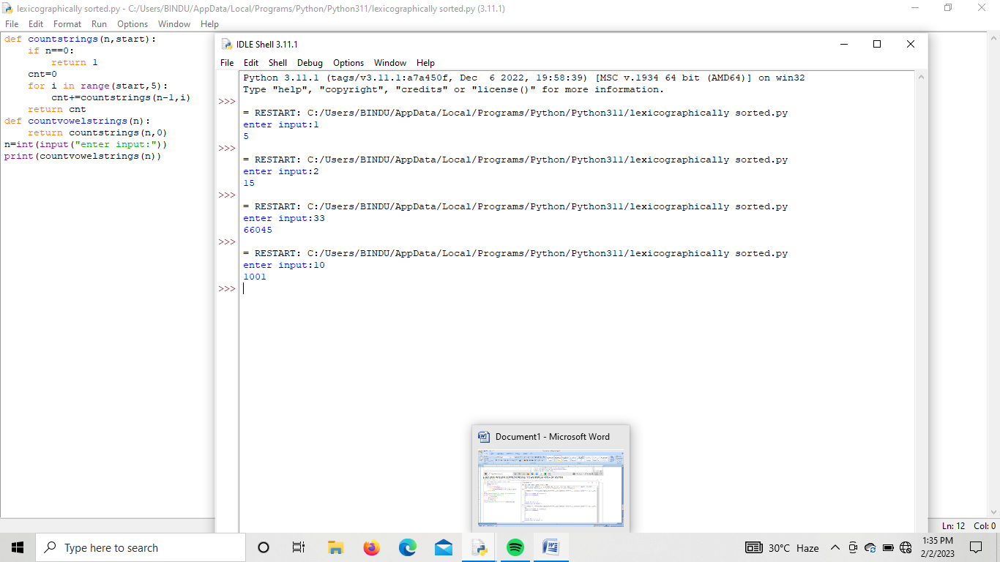 lexicographically sorted.py - C:/Users/BINDU/AppData/Local/Programs/Python/Python311/lexicographically sorted.py (3.11.1)
File Edit Format Run Options Window Help
def countstrings(n,start):
    if n==0:
        return 1
    cnt=0
    for i in range(start,5):
        cnt+=countstrings(n-1,i)
    return cnt
def countvowelstrings(n):
    return countstrings(n,0)
n=int(input("enter input:"))
print(countvowelstrings(n))
IDLE Shell 3.11.1
File Edit Shell Debug Options Window Help
Python 3.11.1 (tags/v3.11.1:a7a450f, Dec  6 2022, 19:58:39) [MSC v.1934 64 bit (AMD64)] on win32
Type "help", "copyright", "credits" or "license()" for more information.
>>>
= RESTART: C:/Users/BINDU/AppData/Local/Programs/Python/Python311/lexicographically sorted.py
enter input:1
5
>>>
= RESTART: C:/Users/BINDU/AppData/Local/Programs/Python/Python311/lexicographically sorted.py
enter input:2
15
>>>
= RESTART: C:/Users/BINDU/AppData/Local/Programs/Python/Python311/lexicographically sorted.py
enter input:33
66045
>>>
= RESTART: C:/Users/BINDU/AppData/Local/Programs/Python/Python311/lexicographically sorted.py
enter input:10
1001
>>>
Document1 - Microsoft Word
Ln: 12 Col: 0
Type here to search
30°C Haze
1:35 PM
2/2/2023